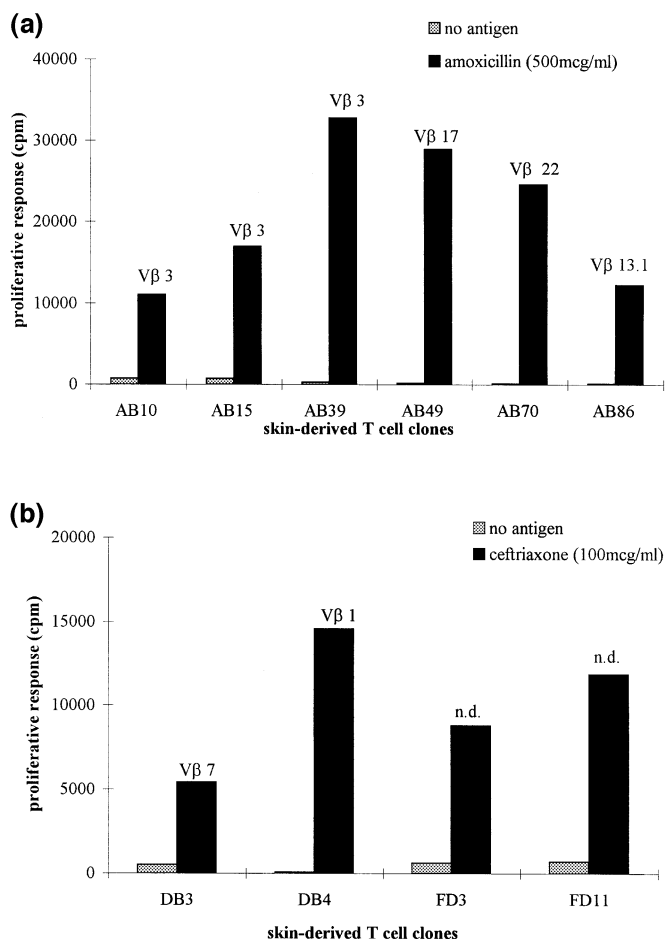 (a)
no antigen
amoxicillin (500mcg/ml)
proliferative response (cpm)
40000
30000
20000
10000
0
Vβ 3
Vβ 3
Vβ 3
Vβ 17
Vβ 22
Vβ 13.1
AB10 AB15 AB39 AB49 AB70 AB86
skin-derived T cell clones
(b)
no antigen
ceftriaxone (100mcg/ml)
proliferative response (cpm)
20000
15000
10000
5000
0
Vβ 7
Vβ 1
n.d.
n.d.
DB3 DB4 FD3 FD11
skin-derived T cell clones